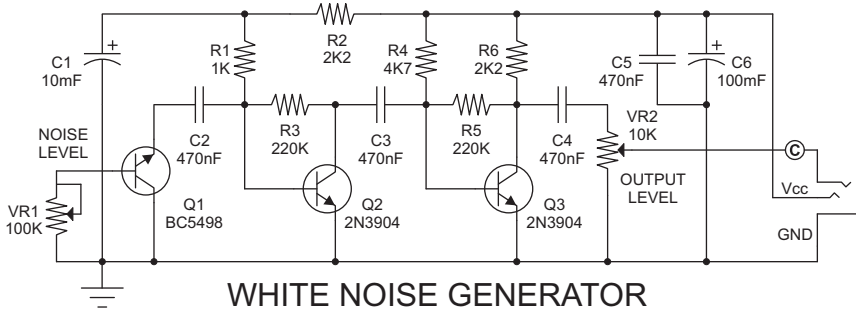 C1
10mF
R1
1K
R2
2K2
R4
4K7
R6
2K2
C5
470nF
C6
100mF
NOISE
LEVEL
C2
470nF
R3
220K
C3
470nF
R5
220K
C4
470nF
VR2
10K
C
VR1
100K
Q1
BC5498
Q2
2N3904
Q3
2N3904
OUTPUT
LEVEL
Vcc
GND
WHITE NOISE GENERATOR